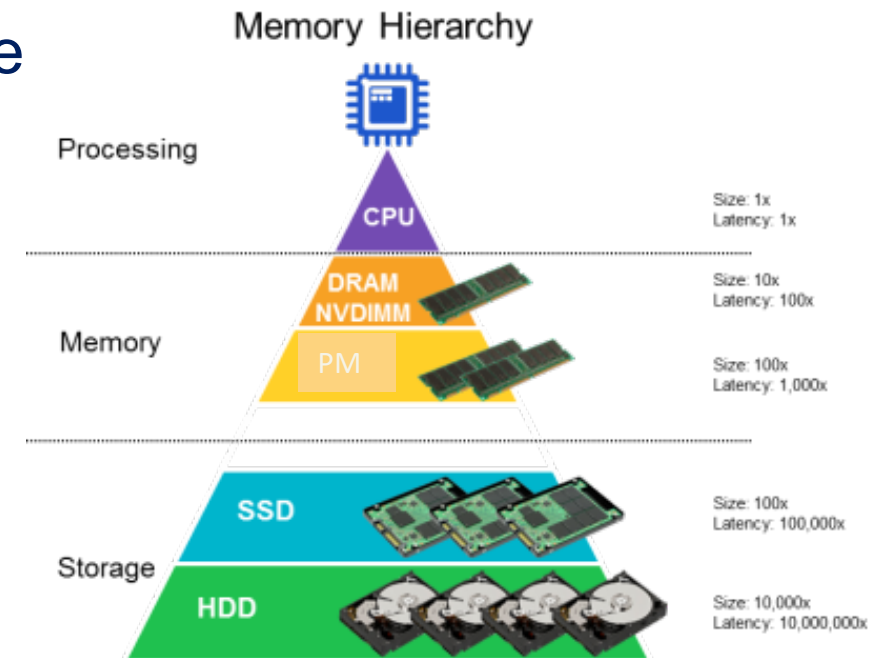 e
Memory Hierarchy
Processing
CPU
Size: 1x
Latency: 1x
DRAM
NVDIMM
Size: 10x
Latency: 100x
Memory
PM
Size: 100x
Latency: 1,000x
SSD
Size: 100x
Latency: 100,000x
Storage
HDD
Size: 10,000x
Latency: 10,000,000x